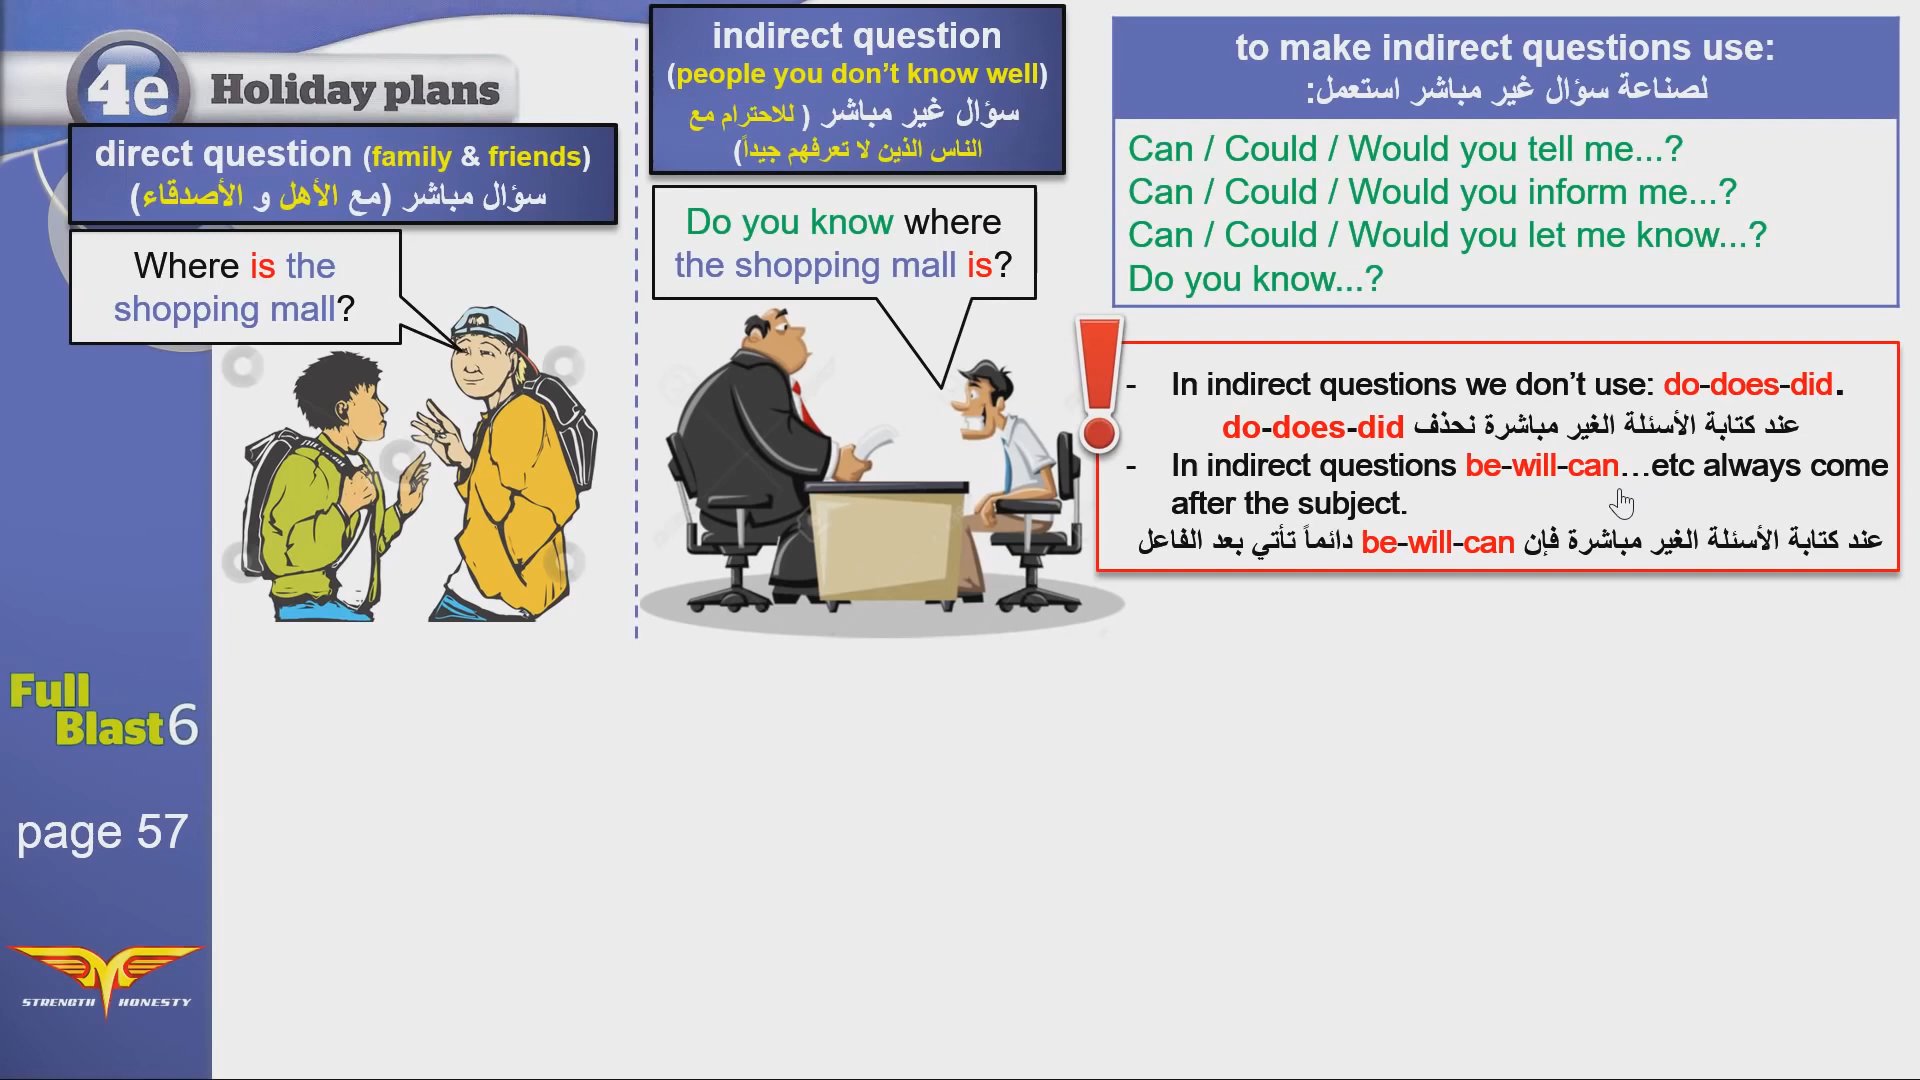 4e Holiday plans
direct question (family & friends)
سؤال مباشر (مع الأهل و الأصدقاء)
Where is the
shopping mall?
indirect question
(people you don’t know well)
سؤال غير مباشر ( للاحترام مع
الناس الذين لا تعرفهم جيداً)
Do you know where
the shopping mall is?
to make indirect questions use:
لصناعة سؤال غير مباشر استعمل:
Can / Could / Would you tell me...?
Can / Could / Would you inform me...?
Can / Could / Would you let me know...?
Do you know...?
- In indirect questions we don’t use: do-does-did.
عند كتابة الأسئلة الغير مباشرة نحذف do-does-did
- In indirect questions be-will-can…etc always come
after the subject.
عند كتابة الأسئلة الغير مباشرة فإن be-will-can دائماً تأتي بعد الفاعل
Full
Blast 6
page 57
STRENGTH HONESTY